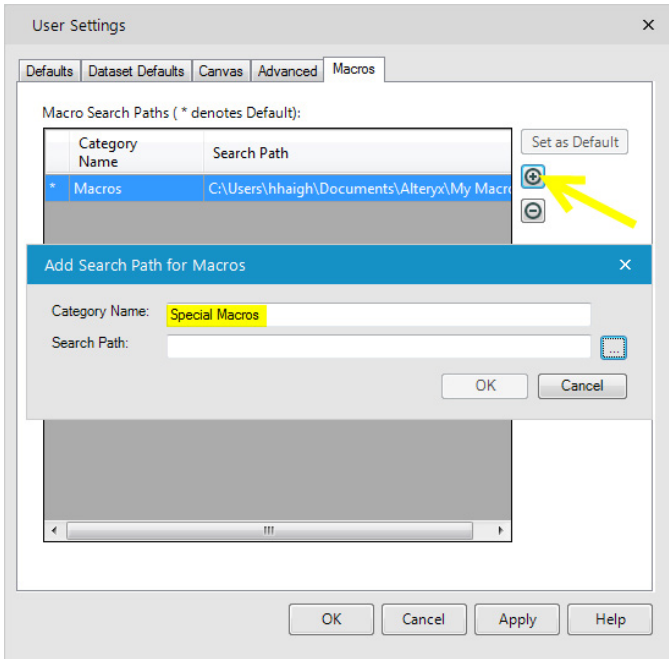 User Settings
Defaults Dataset Defaults Canvas Advanced Macros
Macro Search Paths ( * denotes Default):
Category Name Search Path
Set as Default
* Macros C:\Users\hhaigh\Documents\Alteryx\My Macro
Add Search Path for Macros
Category Name: Special Macros
Search Path: ...
OK Cancel
OK Cancel Apply Help